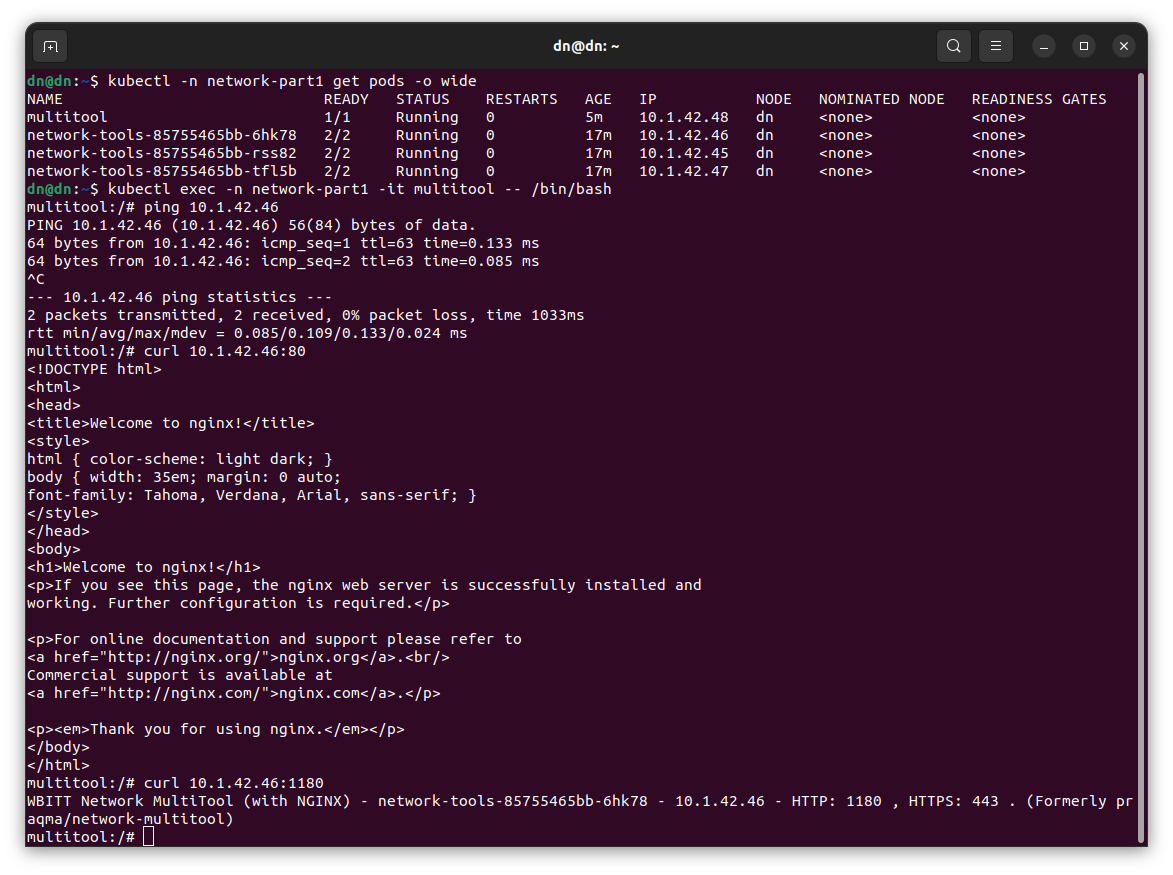 dn@dn: ~
dn@dn:~$ kubectl -n network-part1 get pods -o wide
NAME                             READY   STATUS    RESTARTS   AGE   IP           NODE   NOMINATED NODE   READINESS GATES
multitool                        1/1     Running   0          5m    10.1.42.48   dn     <none>           <none>
network-tools-85755465bb-6hk78   2/2     Running   0          17m   10.1.42.46   dn     <none>           <none>
network-tools-85755465bb-rss82   2/2     Running   0          17m   10.1.42.45   dn     <none>           <none>
network-tools-85755465bb-tfl5b   2/2     Running   0          17m   10.1.42.47   dn     <none>           <none>
dn@dn:~$ kubectl exec -n network-part1 -it multitool -- /bin/bash
multitool:/# ping 10.1.42.46
PING 10.1.42.46 (10.1.42.46) 56(84) bytes of data.
64 bytes from 10.1.42.46: icmp_seq=1 ttl=63 time=0.133 ms
64 bytes from 10.1.42.46: icmp_seq=2 ttl=63 time=0.085 ms
^C
--- 10.1.42.46 ping statistics ---
2 packets transmitted, 2 received, 0% packet loss, time 1033ms
rtt min/avg/max/mdev = 0.085/0.109/0.133/0.024 ms
multitool:/# curl 10.1.42.46:80
<!DOCTYPE html>
<html>
<head>
<title>Welcome to nginx!</title>
<style>
html { color-scheme: light dark; }
body { width: 35em; margin: 0 auto;
font-family: Tahoma, Verdana, Arial, sans-serif; }
</style>
</head>
<body>
<h1>Welcome to nginx!</h1>
<p>If you see this page, the nginx web server is successfully installed and
working. Further configuration is required.</p>

<p>For online documentation and support please refer to
<a href="http://nginx.org/">nginx.org</a>.<br/>
Commercial support is available at
<a href="http://nginx.com/">nginx.com</a>.</p>

<p><em>Thank you for using nginx.</em></p>
</body>
</html>
multitool:/# curl 10.1.42.46:1180
WBITT Network MultiTool (with NGINX) - network-tools-85755465bb-6hk78 - 10.1.42.46 - HTTP: 1180 , HTTPS: 443 . (Formerly pr
aqma/network-multitool)
multitool:/#